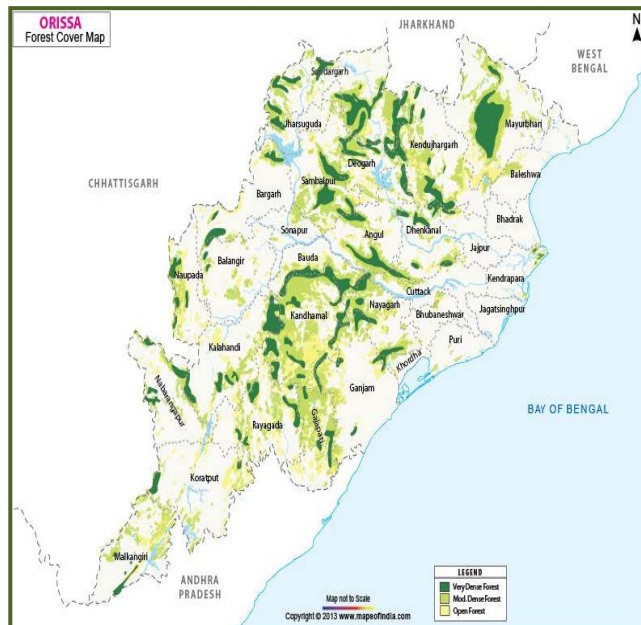 ORISSA
Forest Cover Map
JHARKHAND
N
WEST
BENGAL
Sundargarh
Jharsuguda
Kendujhargarh
Mayurbhanj
Deogarh
Sambalpur
Baleshwa
CHHATTISGARH
Bargarh
Bhadrak
Sonapur
Angul
Dhenkanal
Jajpur
Balangir
Bauda
Naupada
Cuttack
Kendrapara
Kandhamal
Nayagarh
Bhubaneshwar
Jagatsinghpur
Kalahandi
Khordha
Puri
Nabarangapur
Ganjam
BAY OF BENGAL
Rayagada
Gajapati
Koratput
Malkangiri
ANDHRA
PRADESH
LEGEND
Very Dense Forest
Mod. Dense Forest
Open Forest
Map not to Scale
Copyright © 2013 www.mapsofindia.com